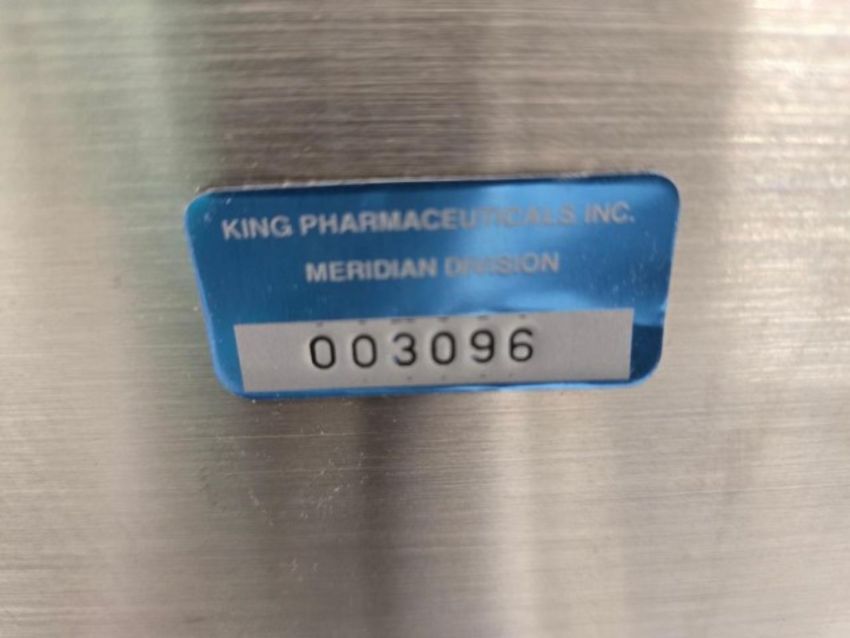 KING PHARMACEUTICALS INC.
MERIDIAN DIVISION
003096